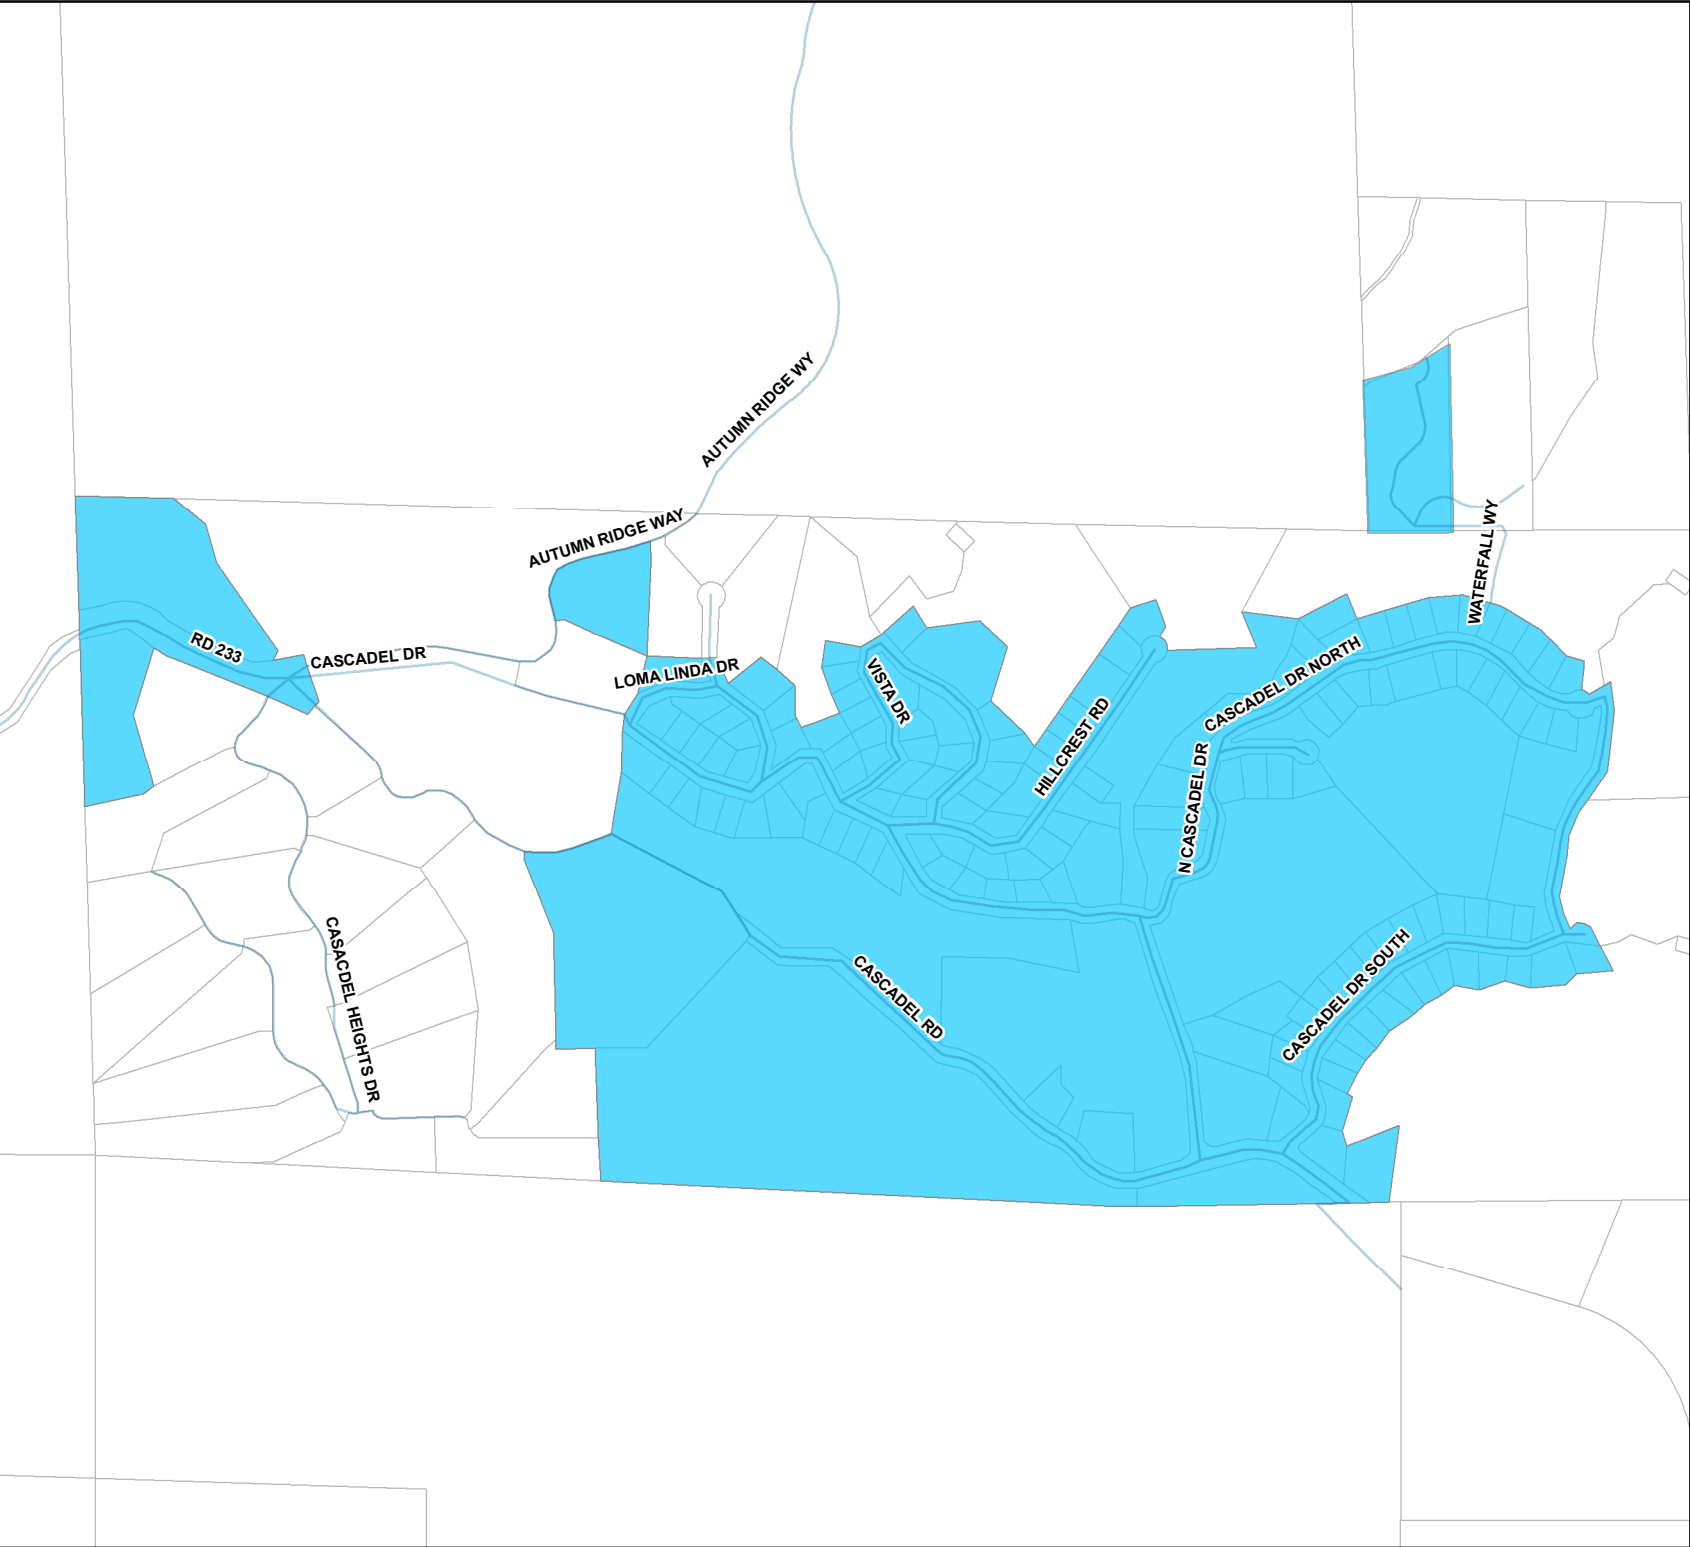 AUTUMN RIDGE WY
AUTUMN RIDGE WAY
WATERFALL WY
RD 233
CASCADEL DR
LOMA LINDA DR
VISTA DR
CASCADEL DR NORTH
HILLCREST RD
N CASCADEL DR
CASACDEL HEIGHTS DR
CASCADEL RD
CASCADEL DR SOUTH